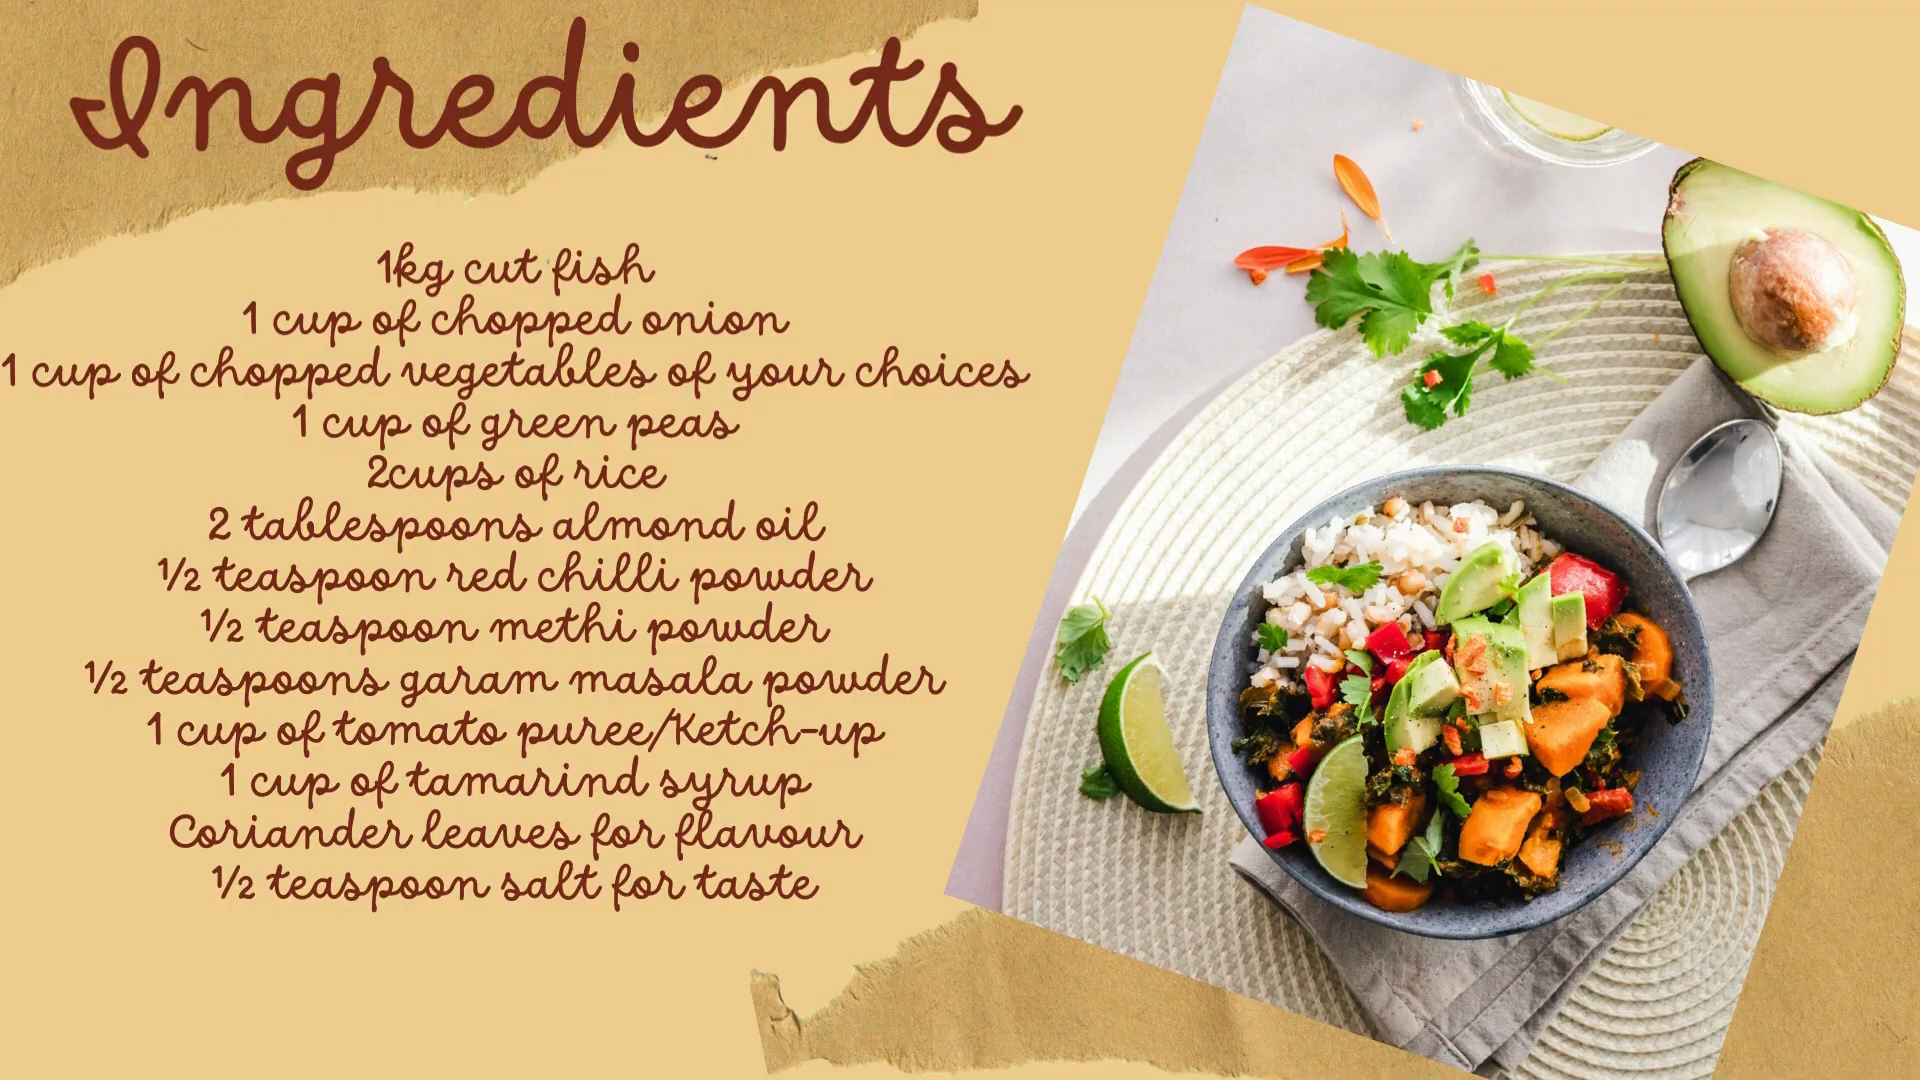 Ingredients
1kg cut fish
1 cup of chopped onion
1 cup of chopped vegetables of your choices
1 cup of green peas
2cups of rice
2 tablespoons almond oil
½ teaspoon red chilli powder
½ teaspoon methi powder
½ teaspoons garam masala powder
1 cup of tomato puree/Ketch-up
1 cup of tamarind syrup
Coriander leaves for flavour
½ teaspoon salt for taste